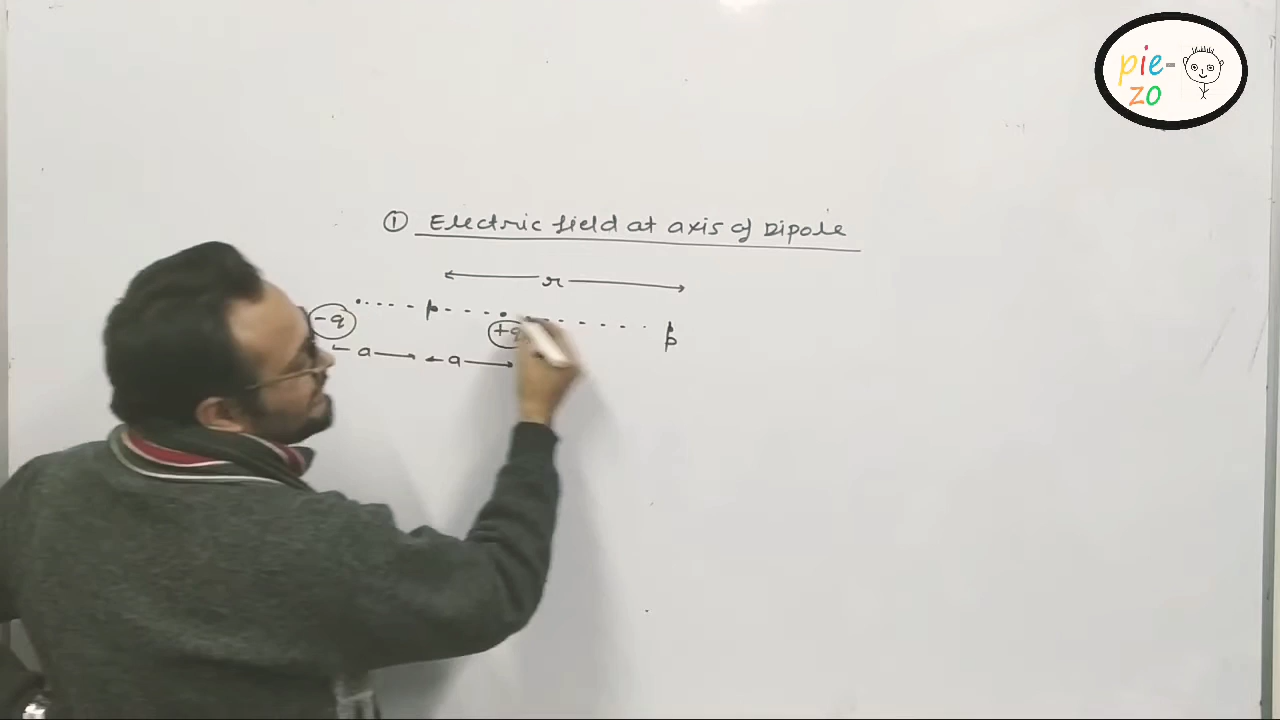 pie-
zo
① Electric field at axis of Dipole
r
-q p +q p
a a